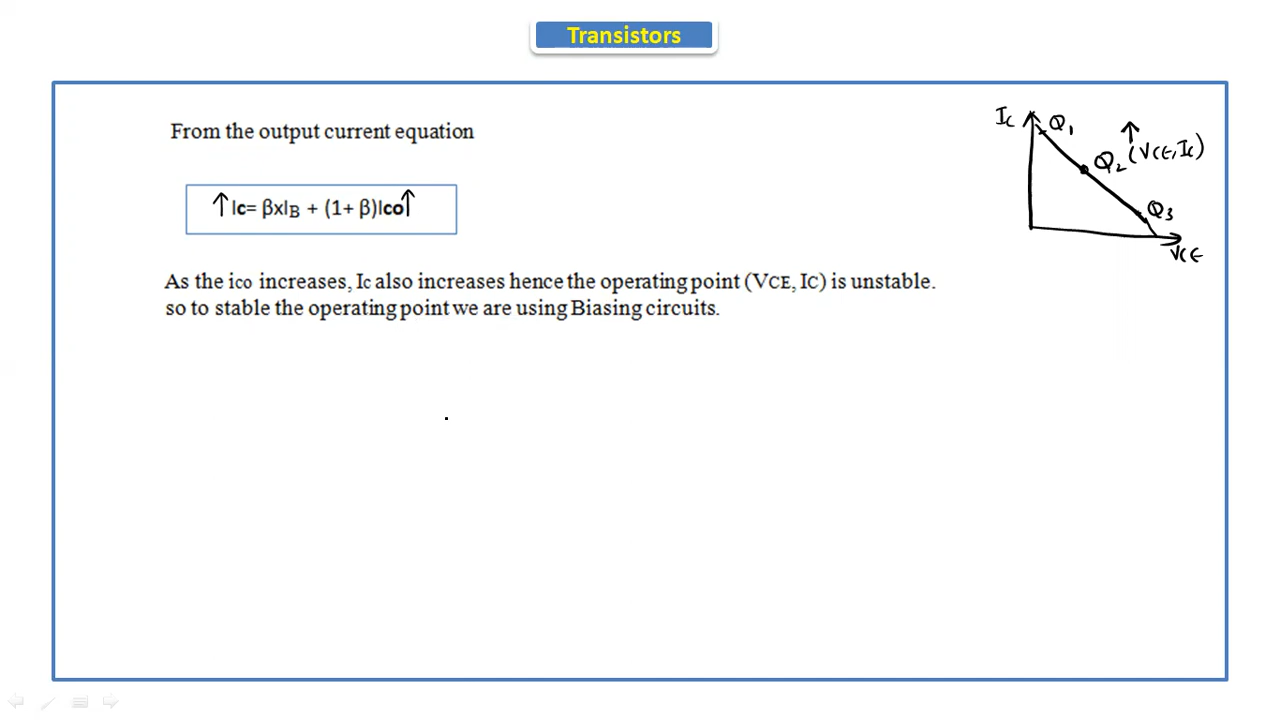 Transistors
From the output current equation
↑Ic= βxIB + (1+ β)Ico↑
As the ico increases, Ic also increases hence the operating point (VCE, IC) is unstable.
so to stable the operating point we are using Biasing circuits.
Ic
Q1
↑
Q2 (VCE, Ic)
Q3
VCE